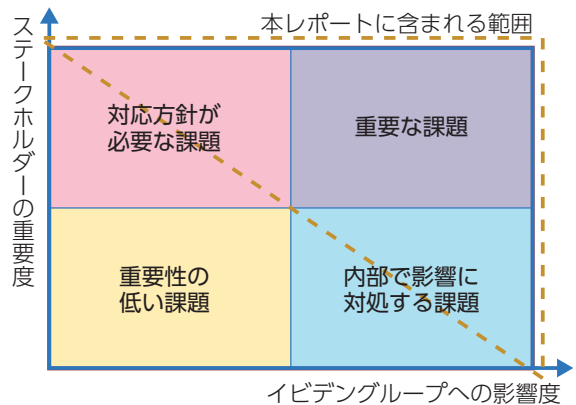 本レポートに含まれる範囲
ステークホルダーの重要度
対応方針が
必要な課題
重要な課題
重要性の
低い課題
内部で影響に
対処する課題
イビデングループへの影響度